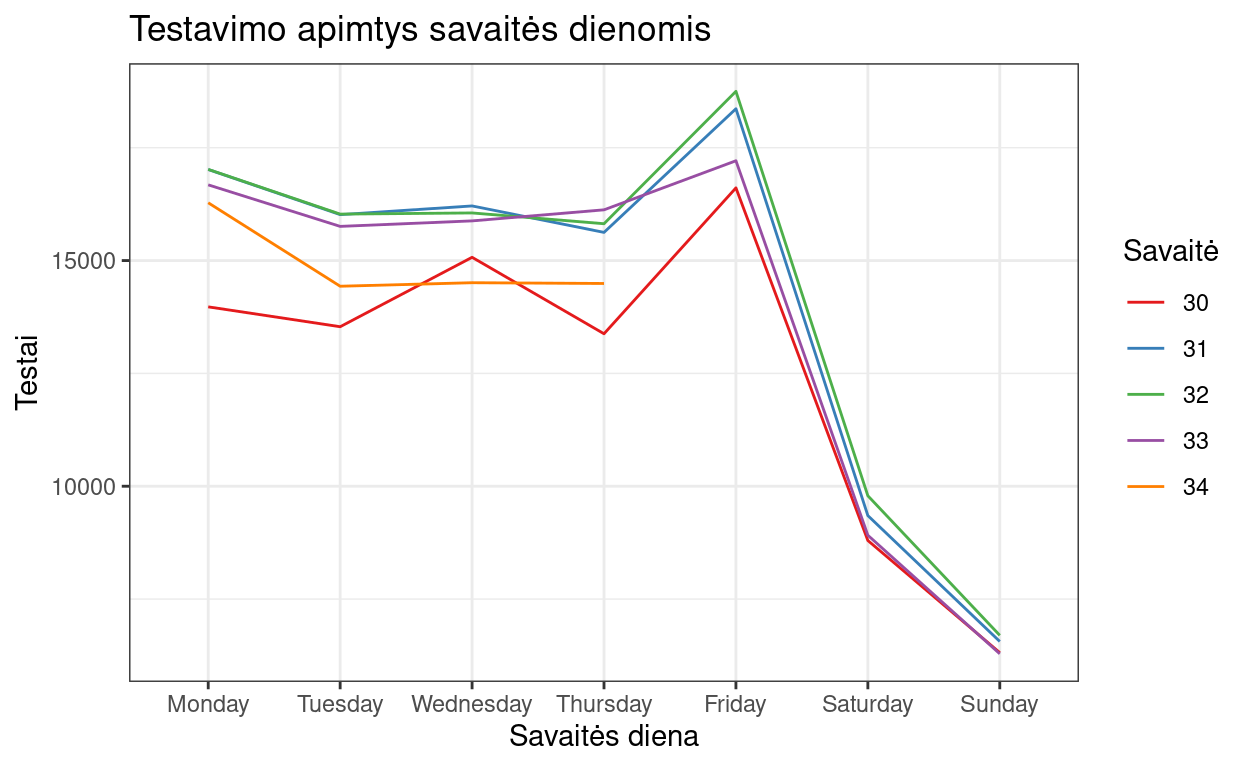 Testavimo apimtys savaitės dienomis
Testai
15000
10000
Monday Tuesday Wednesday Thursday Friday Saturday Sunday
Savaitės diena
Savaitė
30
31
32
33
34